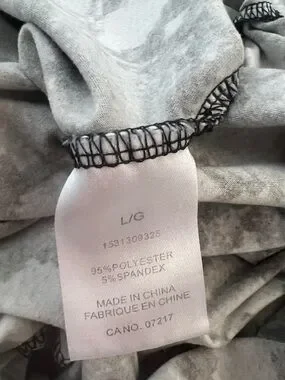 L/G
1531309325
95%POLYESTER
5%SPANDEX
MADE IN CHINA
FABRIQUE EN CHINE
CA NO. 07217